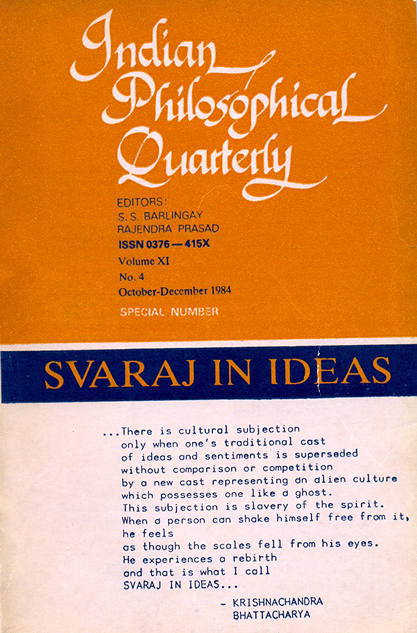 Indian
Philosophical
Quarterly
EDITORS:
S. S. BARLINGAY
RAJENDRA PRASAD
ISSN 0376—415X
Volume XI
No. 4
October-December 1984
SPECIAL NUMBER
SVARAJ IN IDEAS
...There is cultural subjection
only when one's traditional cast
of ideas and sentiments is superseded
without comparison or competition
by a new cast representing an alien culture
which possesses one like a ghost.
This subjection is slavery of the spirit.
When a person can shake himself free from it,
he feels
as though the scales fell from his eyes.
He experiences a rebirth
and that is what I call
SVARAJ IN IDEAS...
- KRISHNACHANDRA
BHATTACHARYA